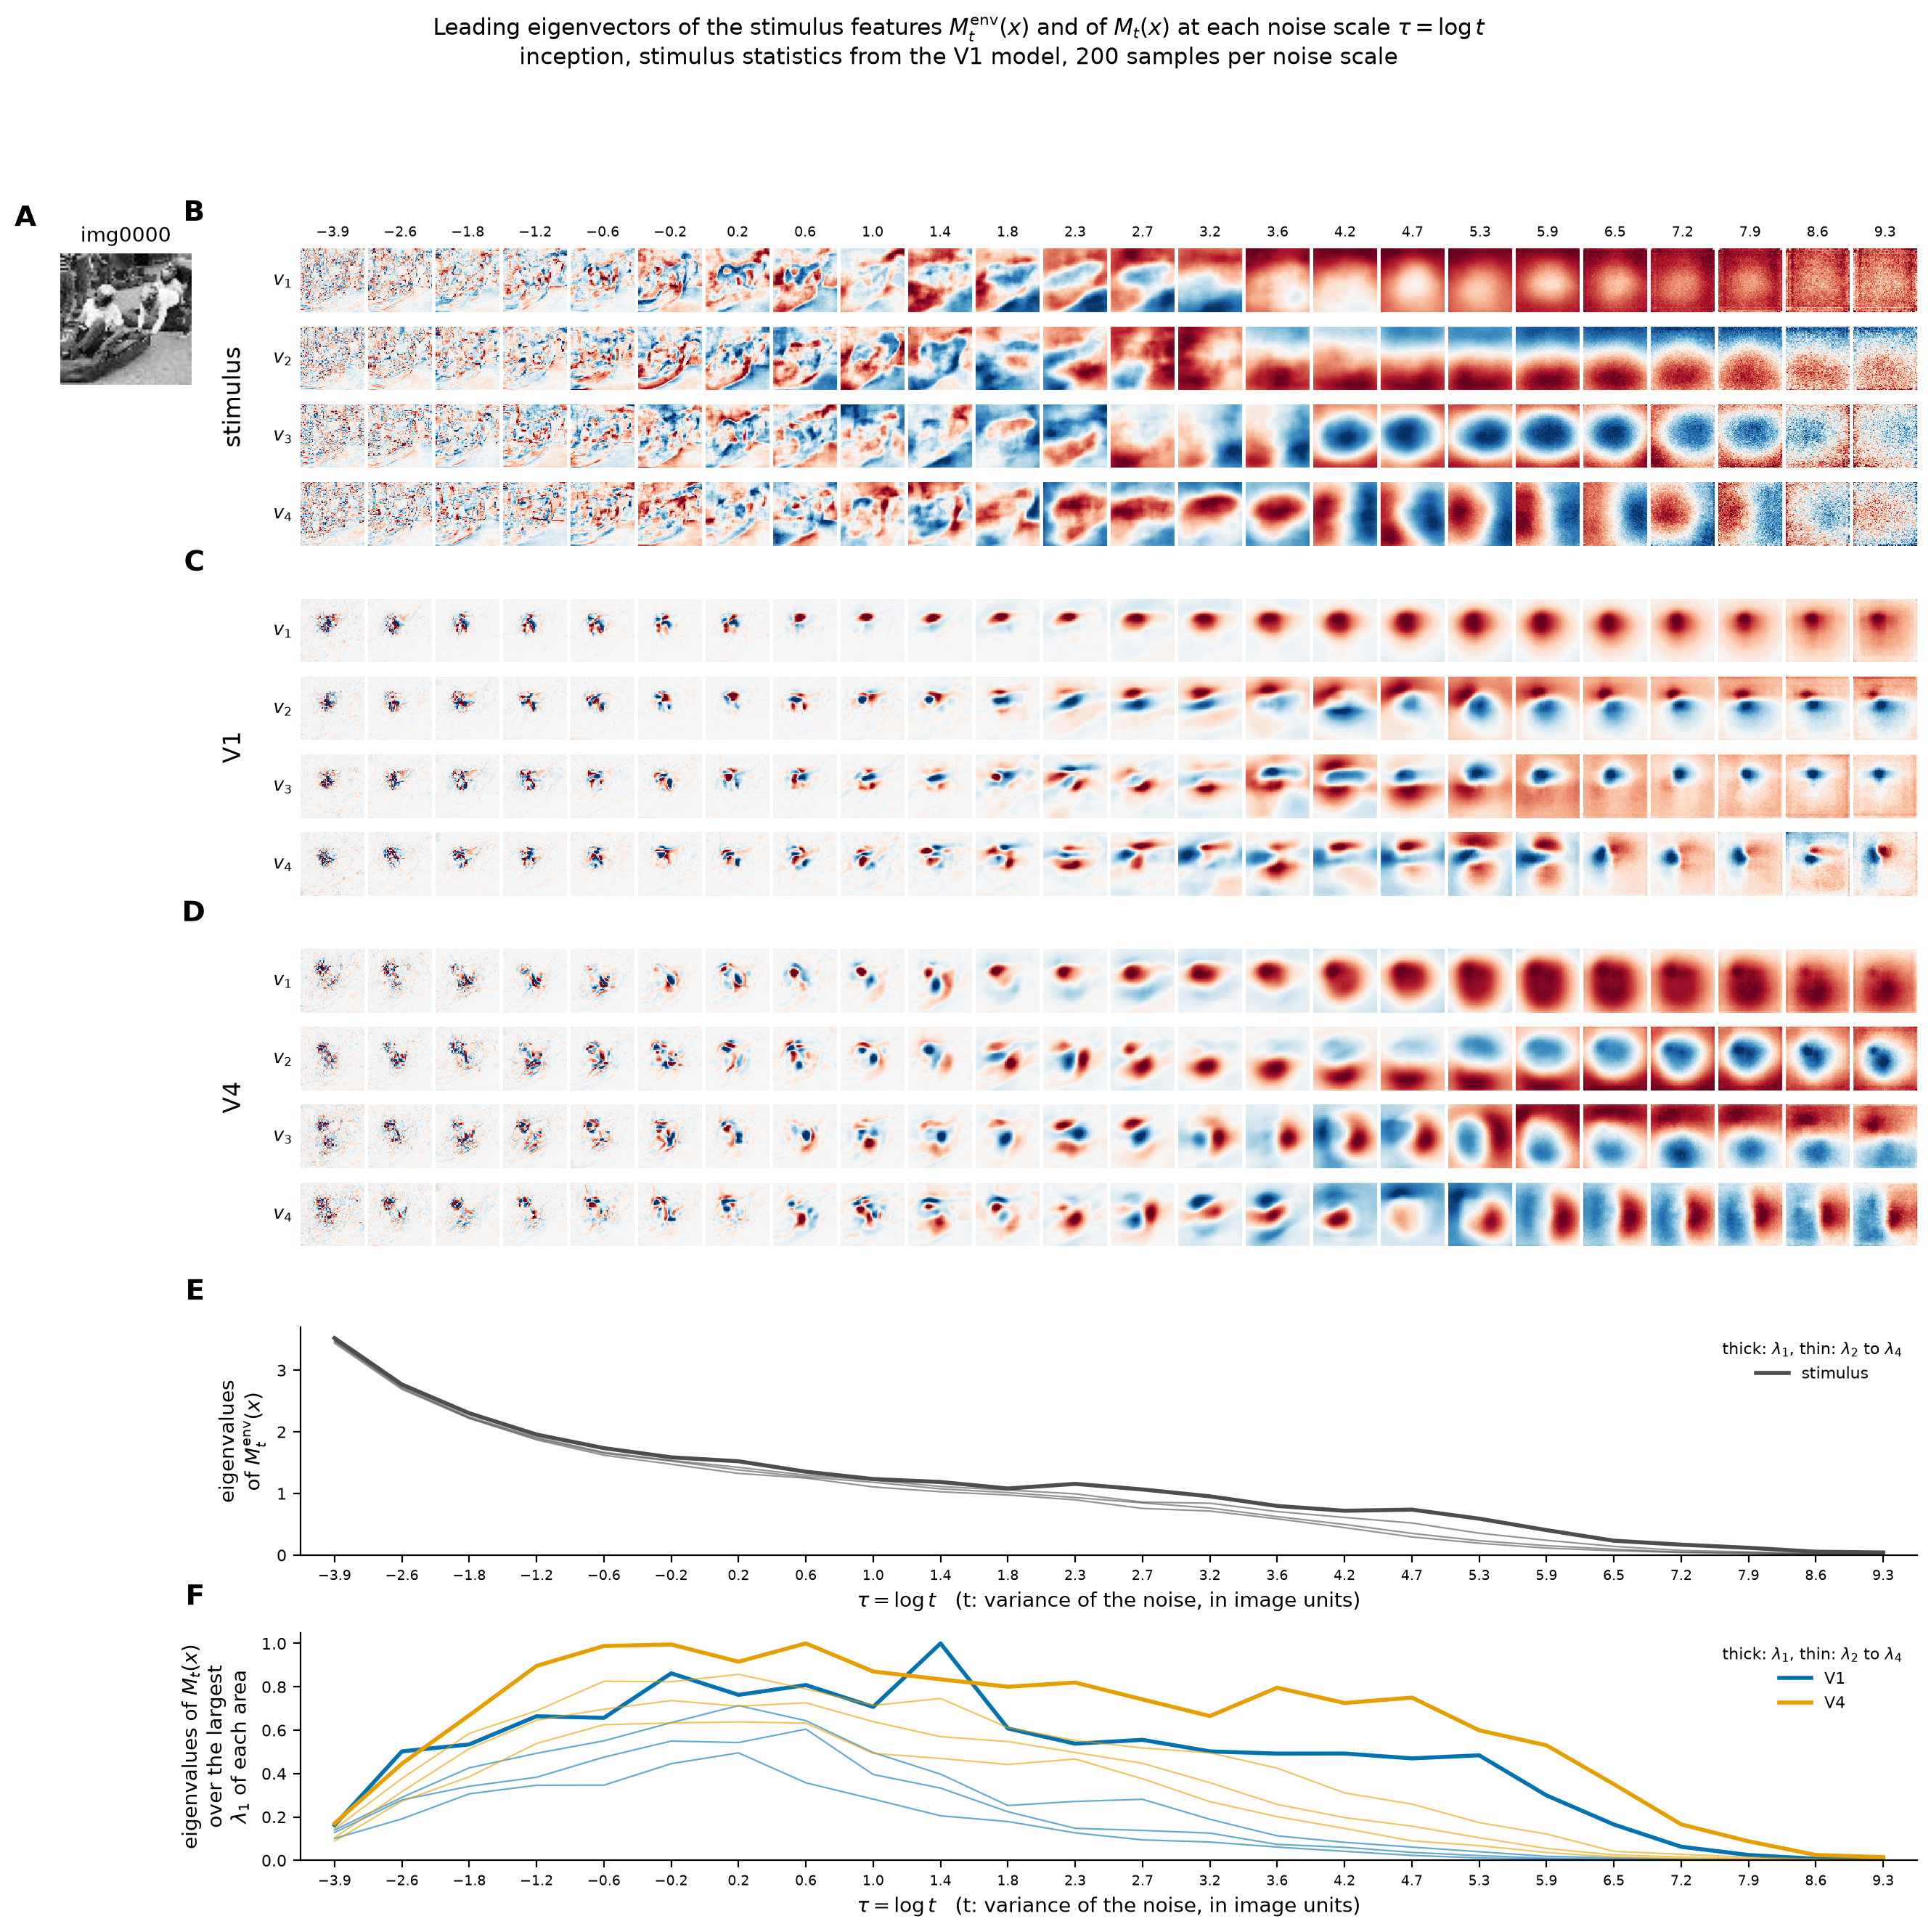 Leading eigenvectors of the stimulus features $M_t^{\mathrm{env}}(x)$ and of $M_t(x)$ at each noise scale $\tau = \log t$
inception, stimulus statistics from the V1 model, 200 samples per noise scale
A
img0000
B
−3.9 −2.6 −1.8 −1.2 −0.6 −0.2 0.2 0.6 1.0 1.4 1.8 2.3 2.7 3.2 3.6 4.2 4.7 5.3 5.9 6.5 7.2 7.9 8.6 9.3
stimulus
$v_1$
$v_2$
$v_3$
$v_4$
C
V1
$v_1$
$v_2$
$v_3$
$v_4$
D
V4
$v_1$
$v_2$
$v_3$
$v_4$
E
eigenvalues
of $M_t^{\mathrm{env}}(x)$
3
2
1
0
thick: $\lambda_1$, thin: $\lambda_2$ to $\lambda_4$
stimulus
−3.9 −2.6 −1.8 −1.2 −0.6 −0.2 0.2 0.6 1.0 1.4 1.8 2.3 2.7 3.2 3.6 4.2 4.7 5.3 5.9 6.5 7.2 7.9 8.6 9.3
$\tau = \log t$ (t: variance of the noise, in image units)
F
eigenvalues of $M_t(x)$
over the largest
$\lambda_1$ of each area
1.0
0.8
0.6
0.4
0.2
0.0
thick: $\lambda_1$, thin: $\lambda_2$ to $\lambda_4$
V1
V4
−3.9 −2.6 −1.8 −1.2 −0.6 −0.2 0.2 0.6 1.0 1.4 1.8 2.3 2.7 3.2 3.6 4.2 4.7 5.3 5.9 6.5 7.2 7.9 8.6 9.3
$\tau = \log t$ (t: variance of the noise, in image units)